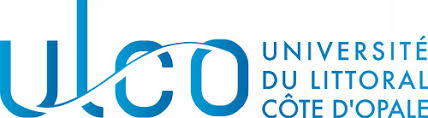 ulco
UNIVERSITÉ
DU LITTORAL
CÔTE D'OPALE